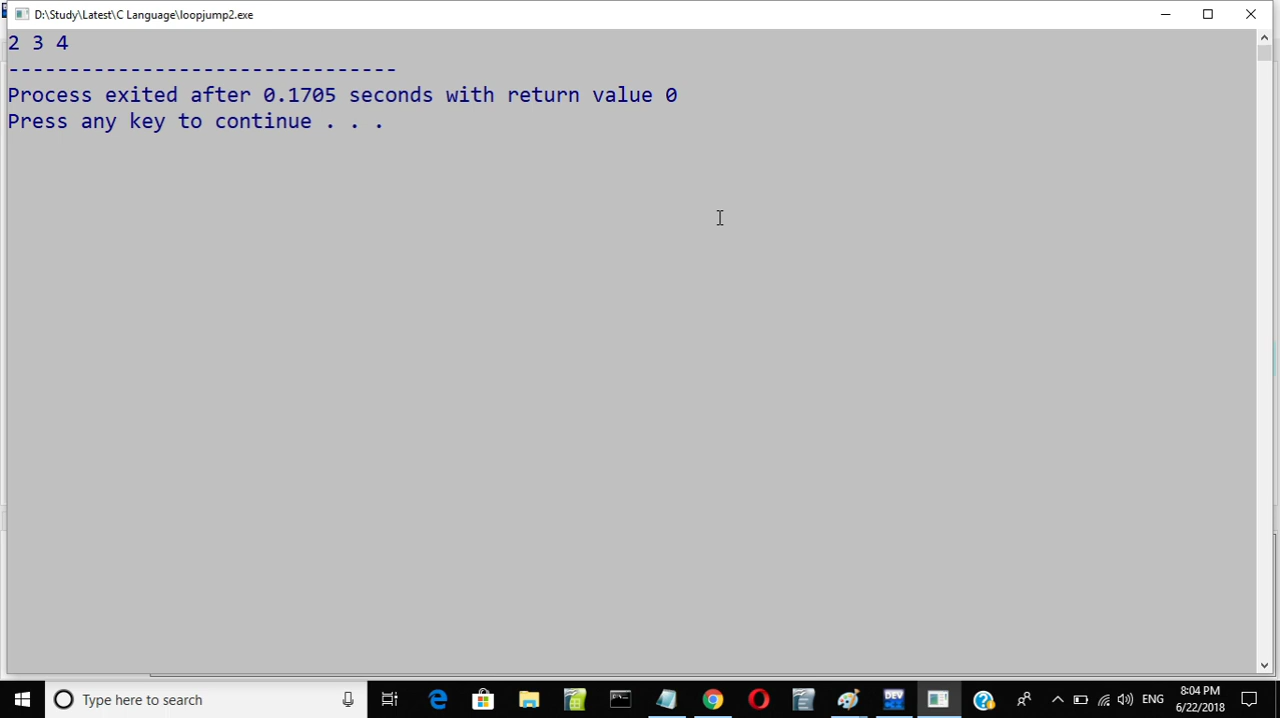 D:\Study\Latest\C Language\loopjump2.exe
2 3 4
--------------------------------
Process exited after 0.1705 seconds with return value 0
Press any key to continue . . .
Type here to search
DEV
ENG
8:04 PM
6/22/2018